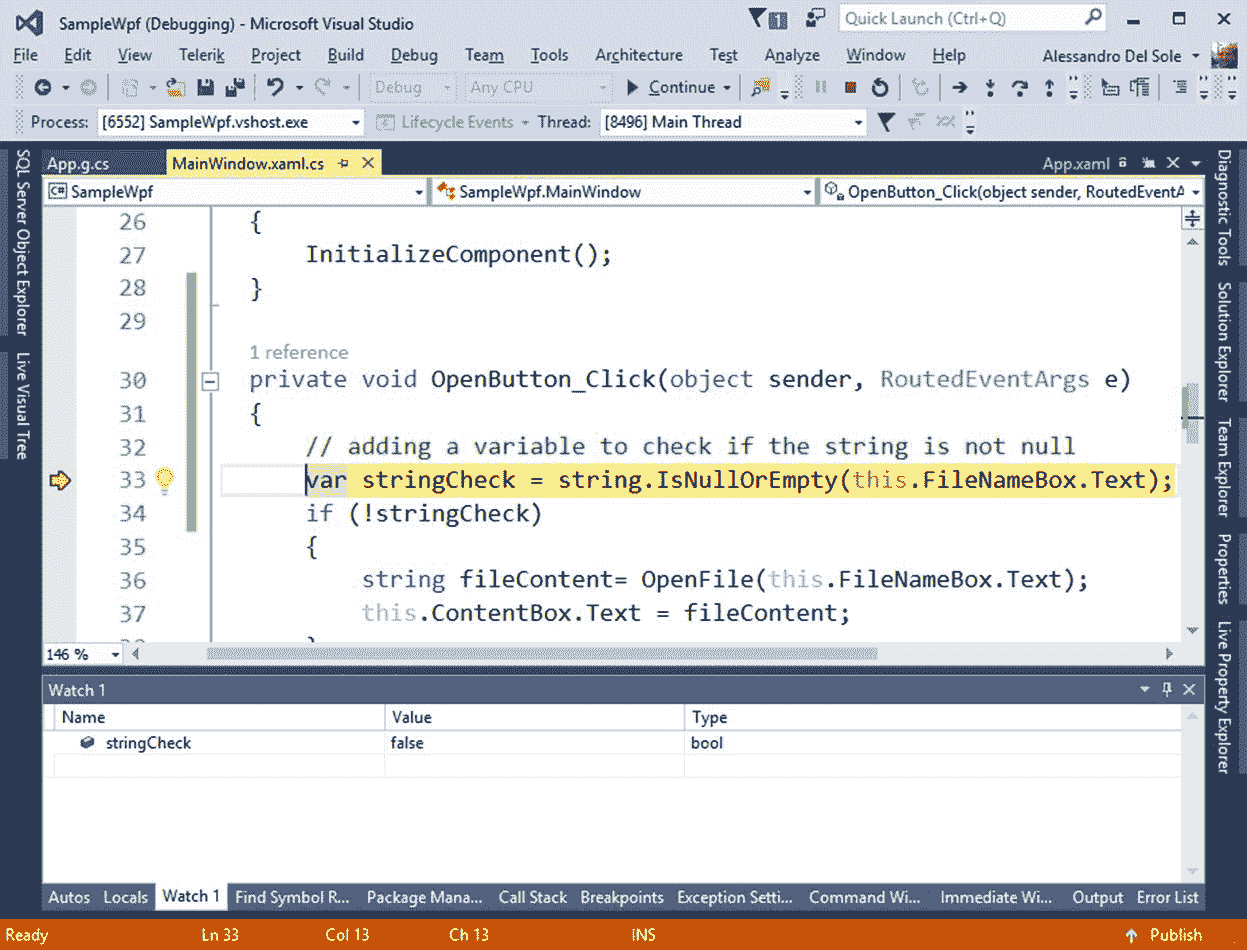 SampleWpf (Debugging) - Microsoft Visual Studio
1
Quick Launch (Ctrl+Q)
File Edit View Telerik Project Build Debug Team Tools Architecture Test Analyze Window Help Alessandro Del Sole
Debug Any CPU Continue
Process: [6552] SampleWpf.vshost.exe Lifecycle Events Thread: [8496] Main Thread
SQL Server Object Explorer
Live Visual Tree
App.g.cs MainWindow.xaml.cs App.xaml
C# SampleWpf SampleWpf.MainWindow OpenButton_Click(object sender, RoutedEventA
26 {
27 InitializeComponent();
28 }
29
1 reference
30 private void OpenButton_Click(object sender, RoutedEventArgs e)
31 {
32 // adding a variable to check if the string is not null
33 var stringCheck = string.IsNullOrEmpty(this.FileNameBox.Text);
34 if (!stringCheck)
35 {
36 string fileContent= OpenFile(this.FileNameBox.Text);
37 this.ContentBox.Text = fileContent;
146 %
Diagnostic Tools
Solution Explorer
Team Explorer
Properties
Live Property Explorer
Watch 1
Name Value Type
stringCheck false bool
Autos Locals Watch 1 Find Symbol R... Package Mana... Call Stack Breakpoints Exception Setti... Command Wi... Immediate Wi... Output Error List
Ready Ln 33 Col 13 Ch 13 INS Publish